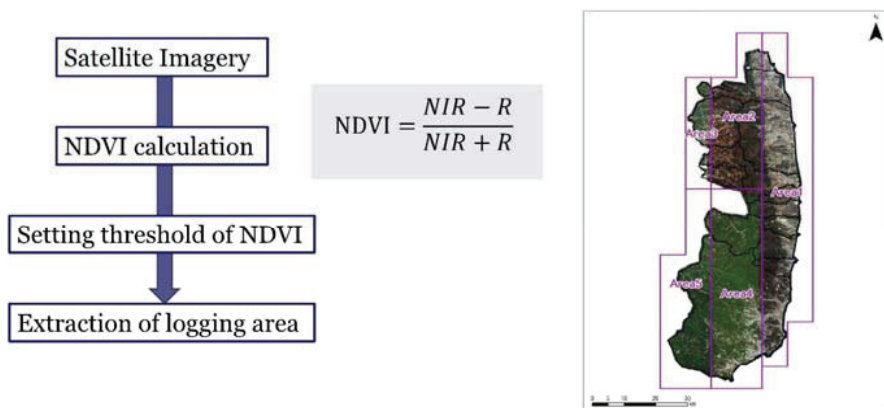 Satellite Imagery
NDVI calculation
Setting threshold of NDVI
Extraction of logging area
NDVI = (NIR − R) / (NIR + R)
N
Area2
Area3
Area1
Area5
Area4